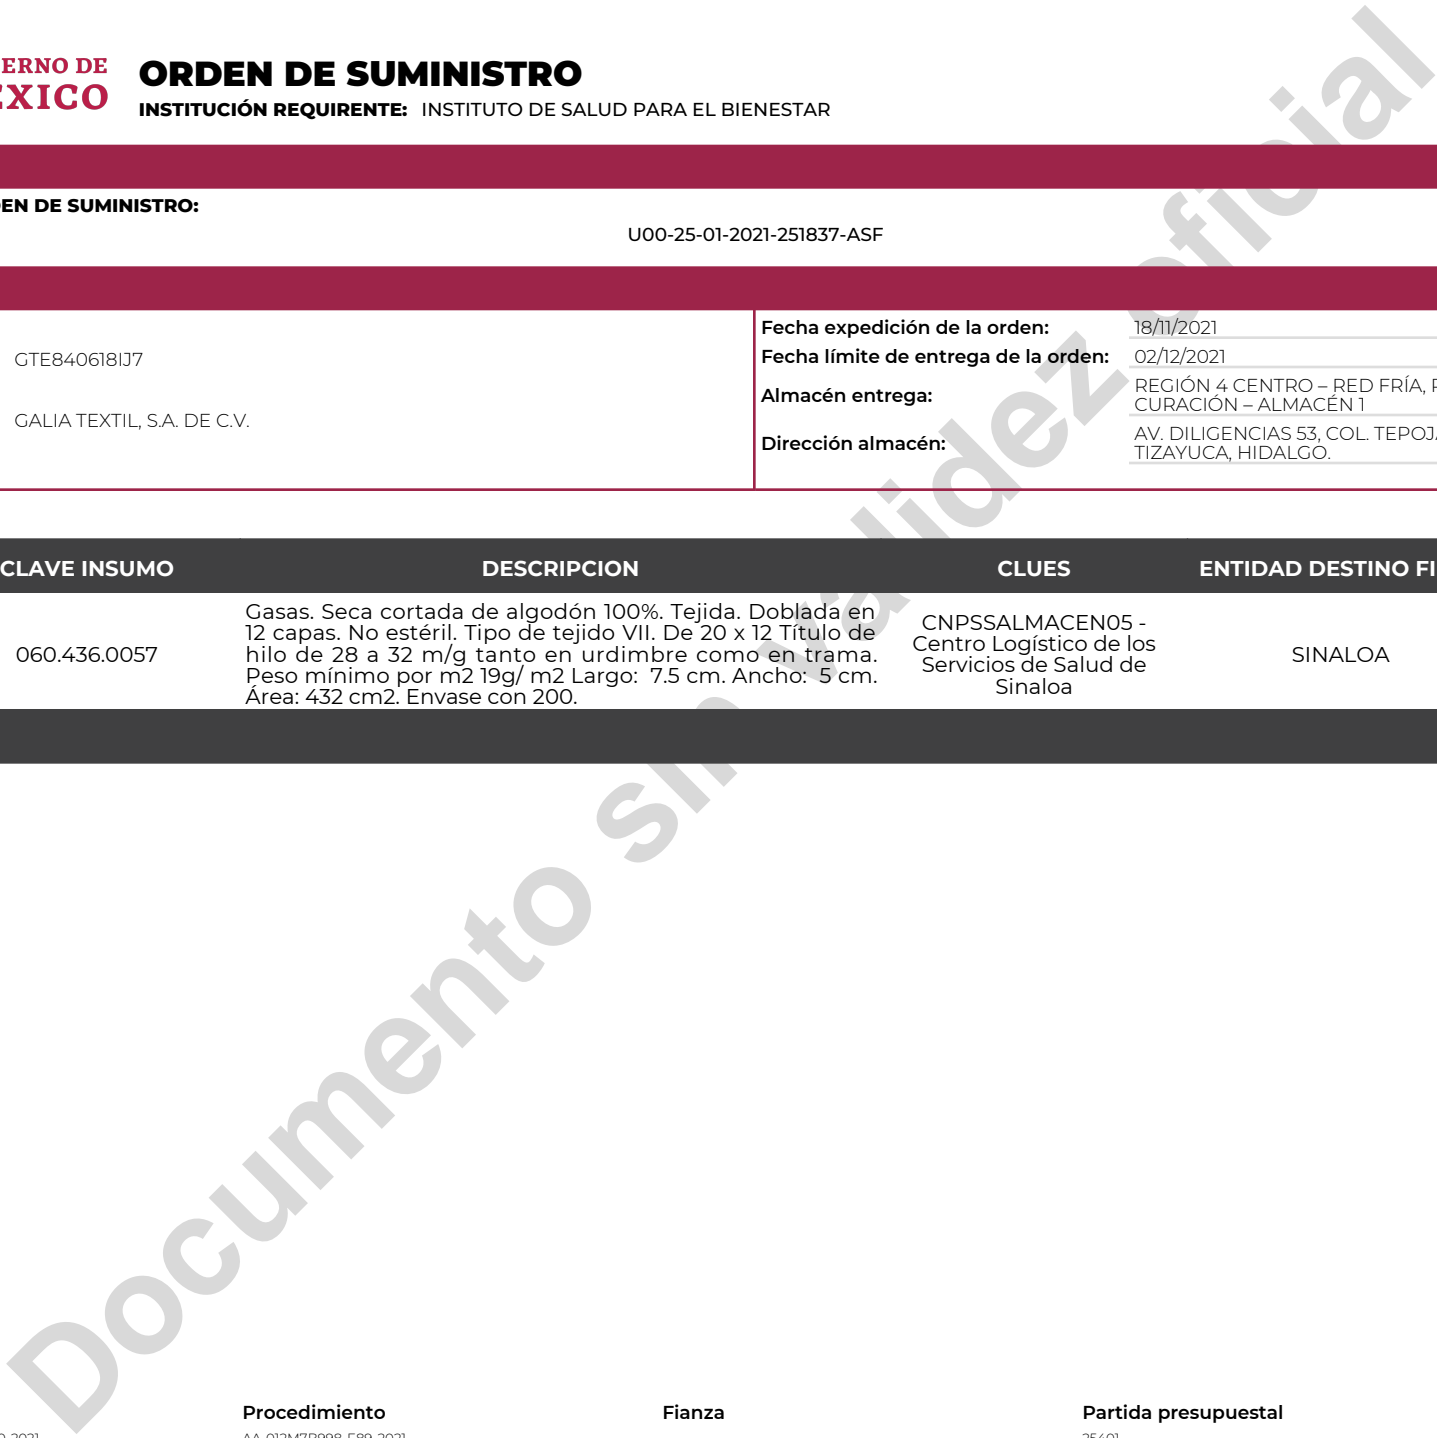 ORDEN DE SUMINISTRO
INSTITUCIÓN REQUIRENTE: INSTITUTO DE SALUD PARA EL BIENESTAR
DE SUMINISTRO:
U00-25-01-2021-251837-ASF
GTE840618IJ7
GALIA TEXTIL, S.A. DE C.V.
Fecha expedición de la orden: 18/11/2021
Fecha límite de entrega de la orden: 02/12/2021
Almacén entrega: REGIÓN 4 CENTRO – RED FRÍA,
CURACIÓN – ALMACÉN 1
Dirección almacén: AV. DILIGENCIAS 53, COL.
TIZAYUCA, HIDALGO.
CLAVE INSUMO DESCRIPCION CLUES ENTIDAD DESTINO
060.436.0057
Gasas. Seca cortada de algodón 100%. Tejida. Doblada en
12 capas. No estéril. Tipo de tejido VII. De 20 x 12 Título de
hilo de 28 a 32 m/g tanto en urdimbre como en trama.
Peso mínimo por m2 19g/ m2 Largo: 7.5 cm. Ancho: 5 cm.
Área: 432 cm2. Envase con 200.
CNPSSALMACEN05 -
Centro Logístico de los
Servicios de Salud de
Sinaloa
SINALOA
Documento sin validez oficial
Procedimiento Fianza Partida presupuestal